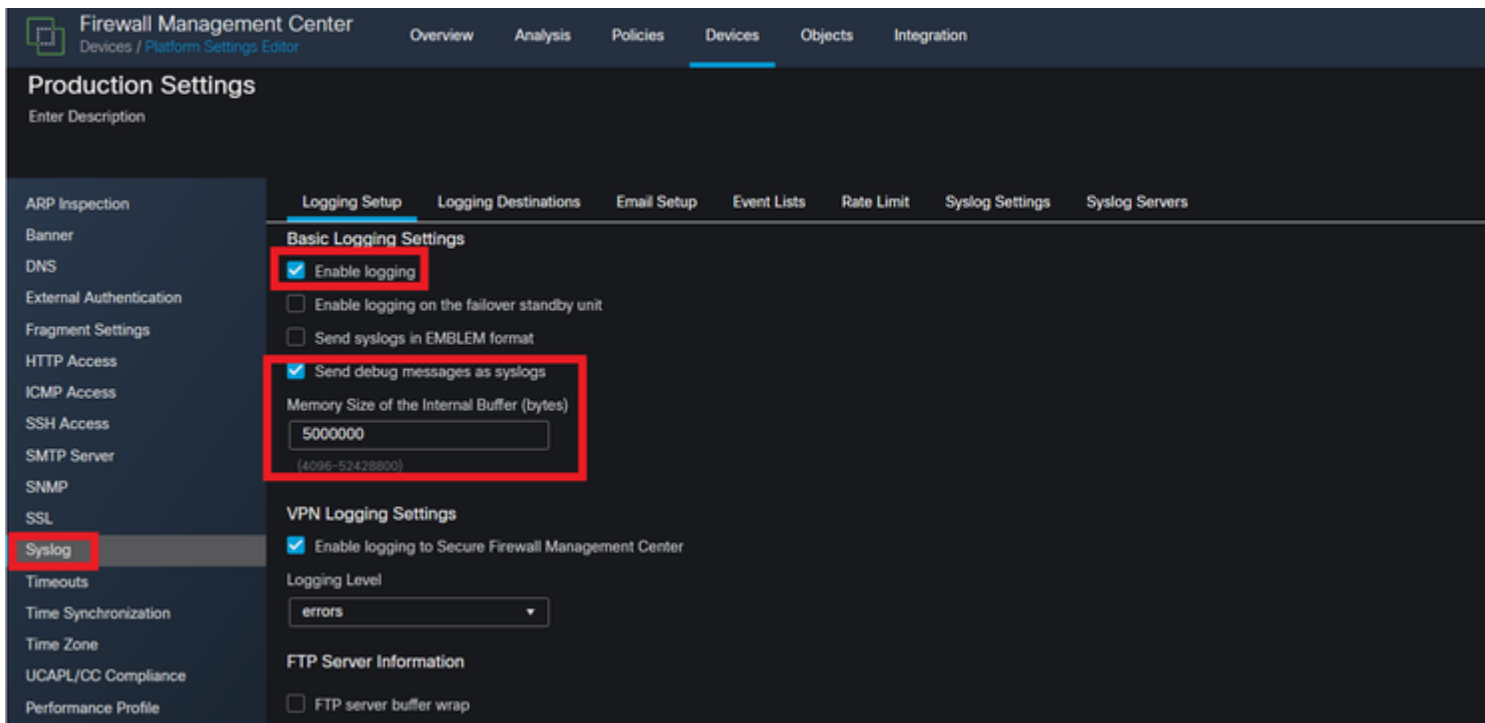 Firewall Management Center
Devices / Platform Settings Editor
Overview
Analysis
Policies
Devices
Objects
Integration
Production Settings
Enter Description
ARP Inspection
Banner
DNS
External Authentication
Fragment Settings
HTTP Access
ICMP Access
SSH Access
SMTP Server
SNMP
SSL
Syslog
Timeouts
Time Synchronization
Time Zone
UCAPL/CC Compliance
Performance Profile
Logging Setup
Logging Destinations
Email Setup
Event Lists
Rate Limit
Syslog Settings
Syslog Servers
Basic Logging Settings
Enable logging
Enable logging on the failover standby unit
Send syslogs in EMBLEM format
Send debug messages as syslogs
Memory Size of the Internal Buffer (bytes)
5000000
(4096-52428800)
VPN Logging Settings
Enable logging to Secure Firewall Management Center
Logging Level
errors
FTP Server Information
FTP server buffer wrap